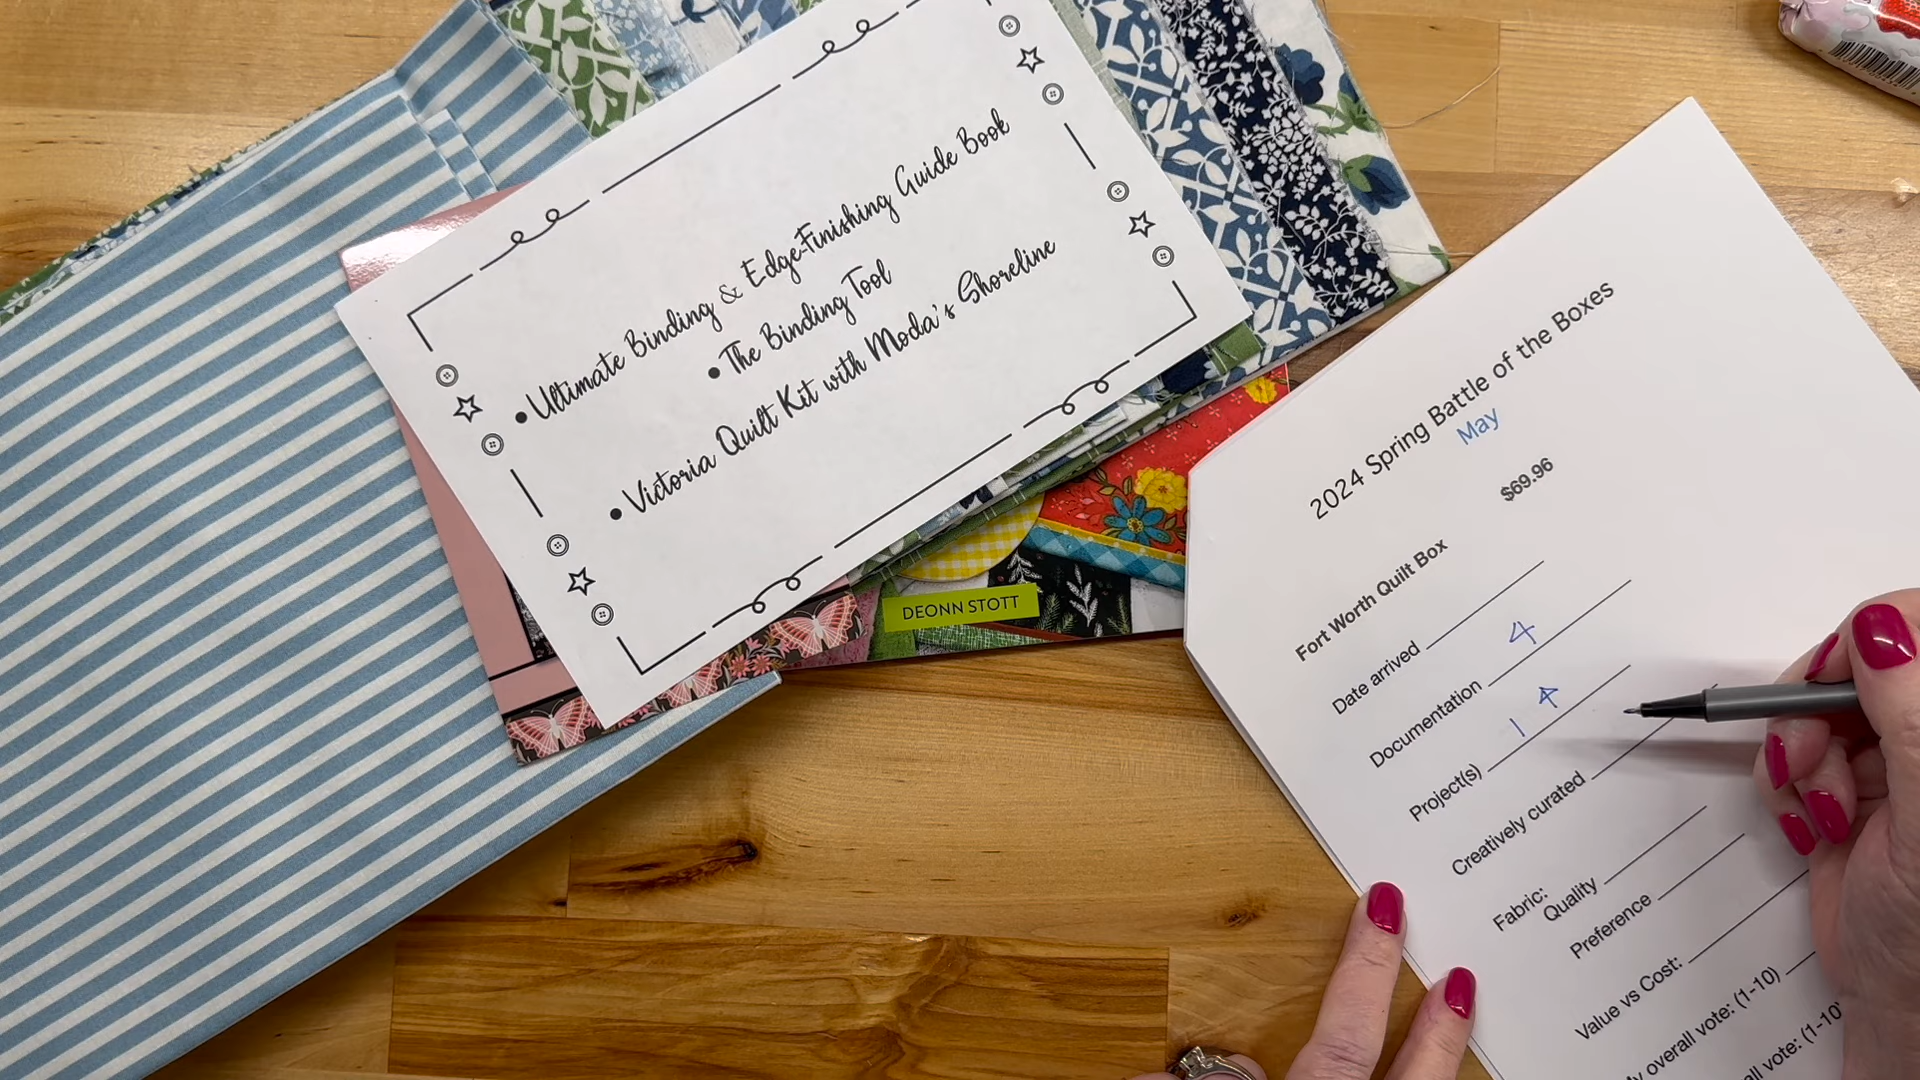 • Ultimate Binding & Edge-Finishing Guide Book
• The Binding Tool
• Victoria Quilt Kit with Moda's Shoreline
DEONN STOTT
2024 Spring Battle of the Boxes
May
$69.96
Fort Worth Quilt Box
Date arrived
Documentation 4
Project(s) 1 4
Creatively curated
Fabric:
Quality
Preference
Value vs Cost:
y overall vote: (1-10)
all vote: (1-10